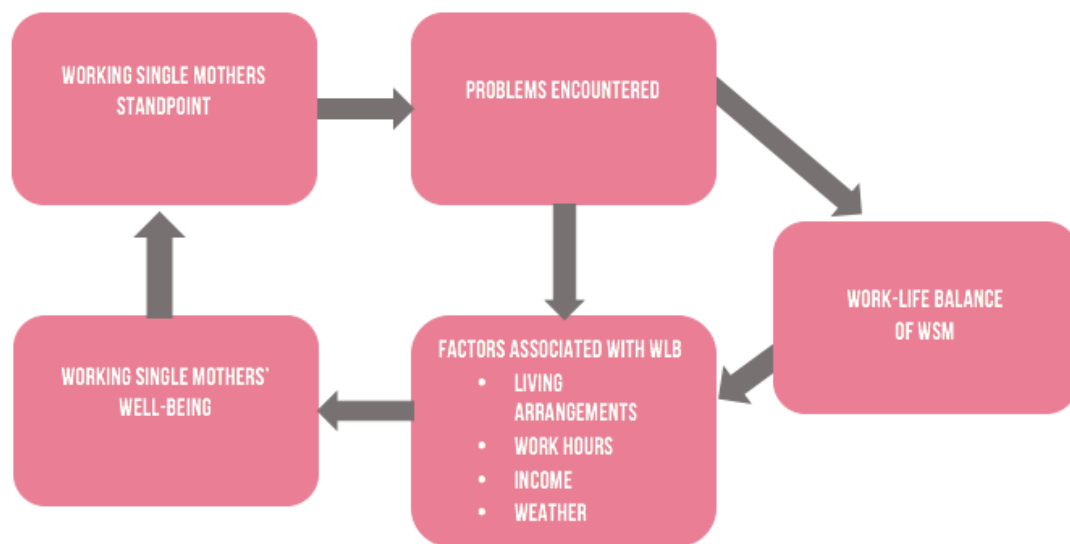 WORKING SINGLE MOTHERS
STANDPOINT
PROBLEMS ENCOUNTERED
WORK-LIFE BALANCE
OF WSM
FACTORS ASSOCIATED WITH WLB
• LIVING
ARRANGEMENTS
• WORK HOURS
• INCOME
• WEATHER
WORKING SINGLE MOTHERS'
WELL-BEING